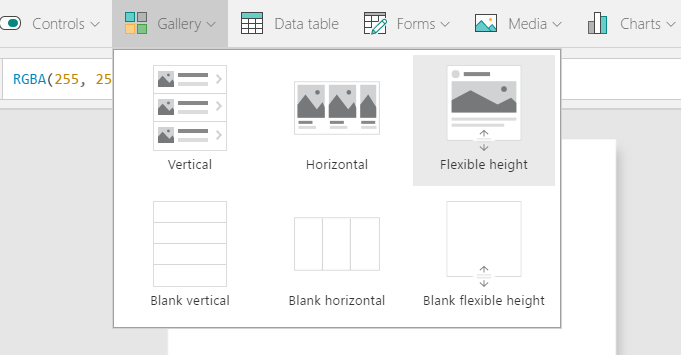 Controls Gallery Data table Forms Media Charts
RGBA(255, 25
Vertical Horizontal Flexible height
Blank vertical Blank horizontal Blank flexible height